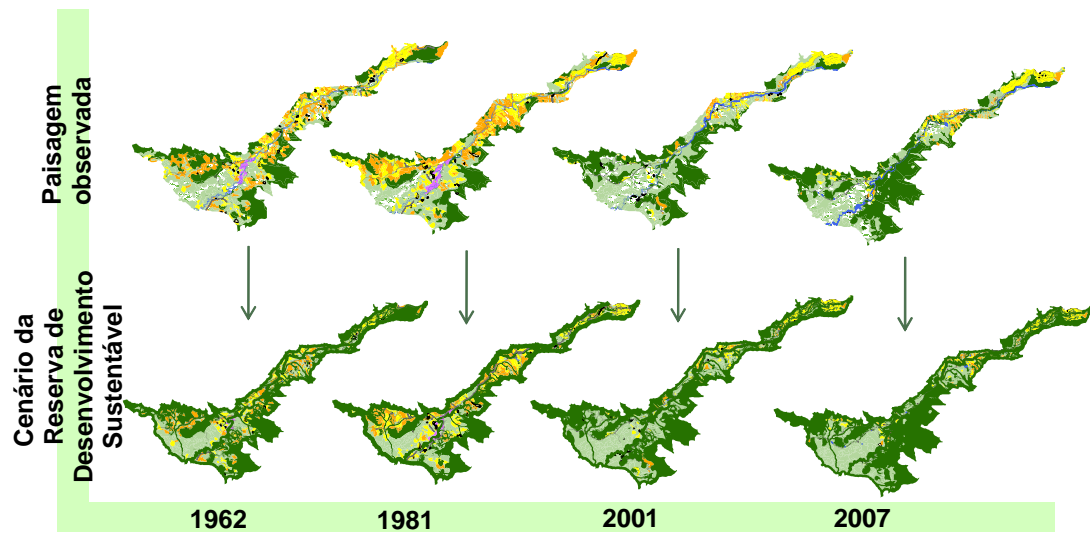 Paisagem
observada
Cenário da
Reserva de
Desenvolvimento
Sustentável
1962
1981
2001
2007